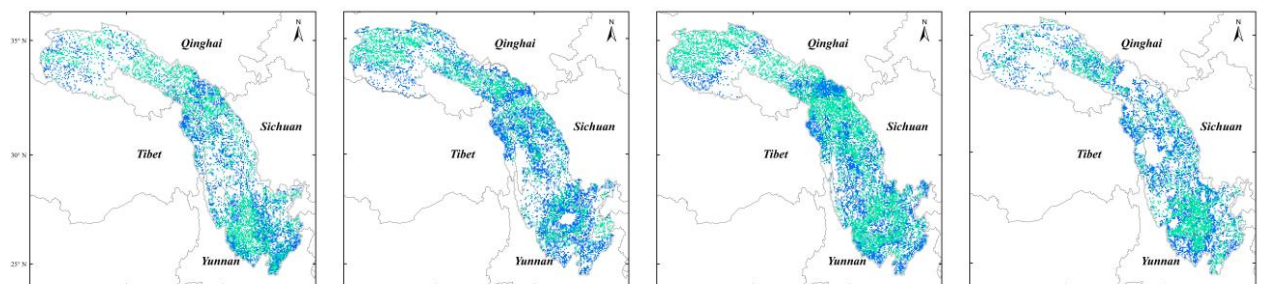 N N N N
35° N Qinghai Qinghai Qinghai Qinghai
Sichuan Sichuan Sichuan Sichuan
30° N Tibet Tibet Tibet Tibet
25° N Yunnan Yunnan Yunnan Yunnan